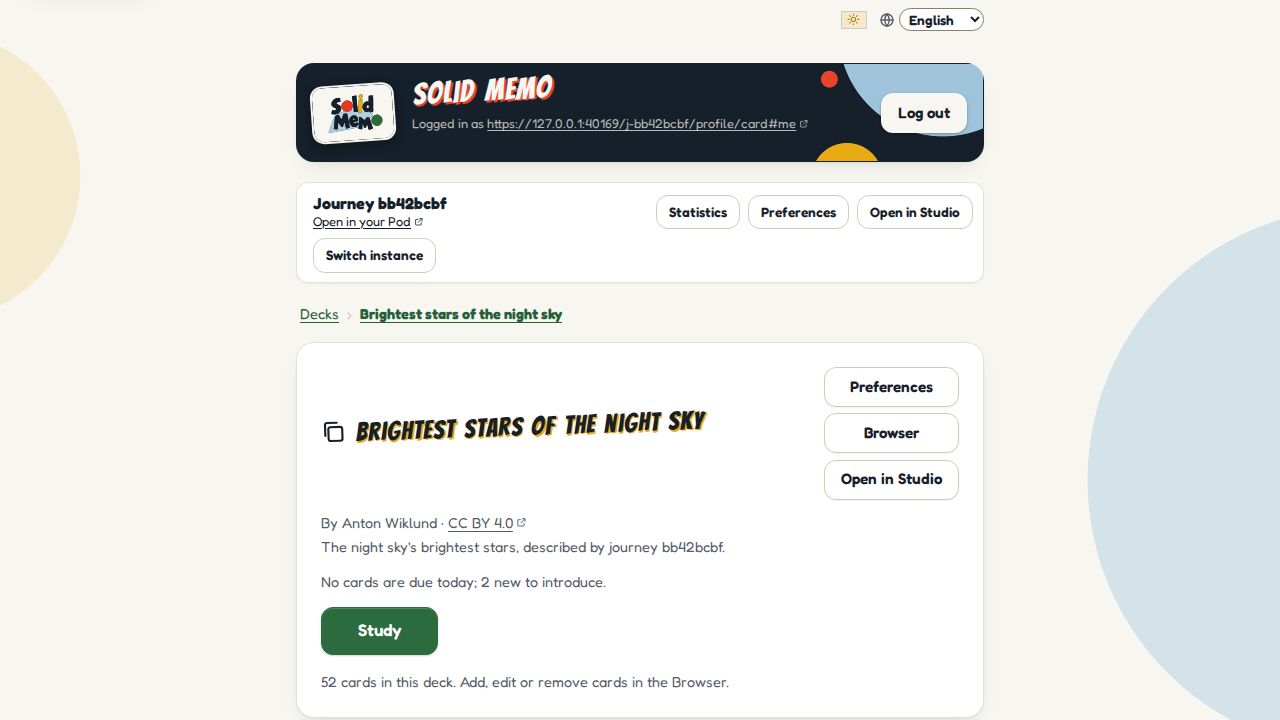 English
Solid Memo
SOLID MEMO
Logged in as https://127.0.0.1:40169/j-bb42bcbf/profile/card#me
Log out
Journey bb42bcbf
Open in your Pod
Statistics
Preferences
Open in Studio
Switch instance
Decks › Brightest stars of the night sky
BRIGHTEST STARS OF THE NIGHT SKY
Preferences
Browser
Open in Studio
By Anton Wiklund · CC BY 4.0
The night sky's brightest stars, described by journey bb42bcbf.
No cards are due today; 2 new to introduce.
Study
52 cards in this deck. Add, edit or remove cards in the Browser.